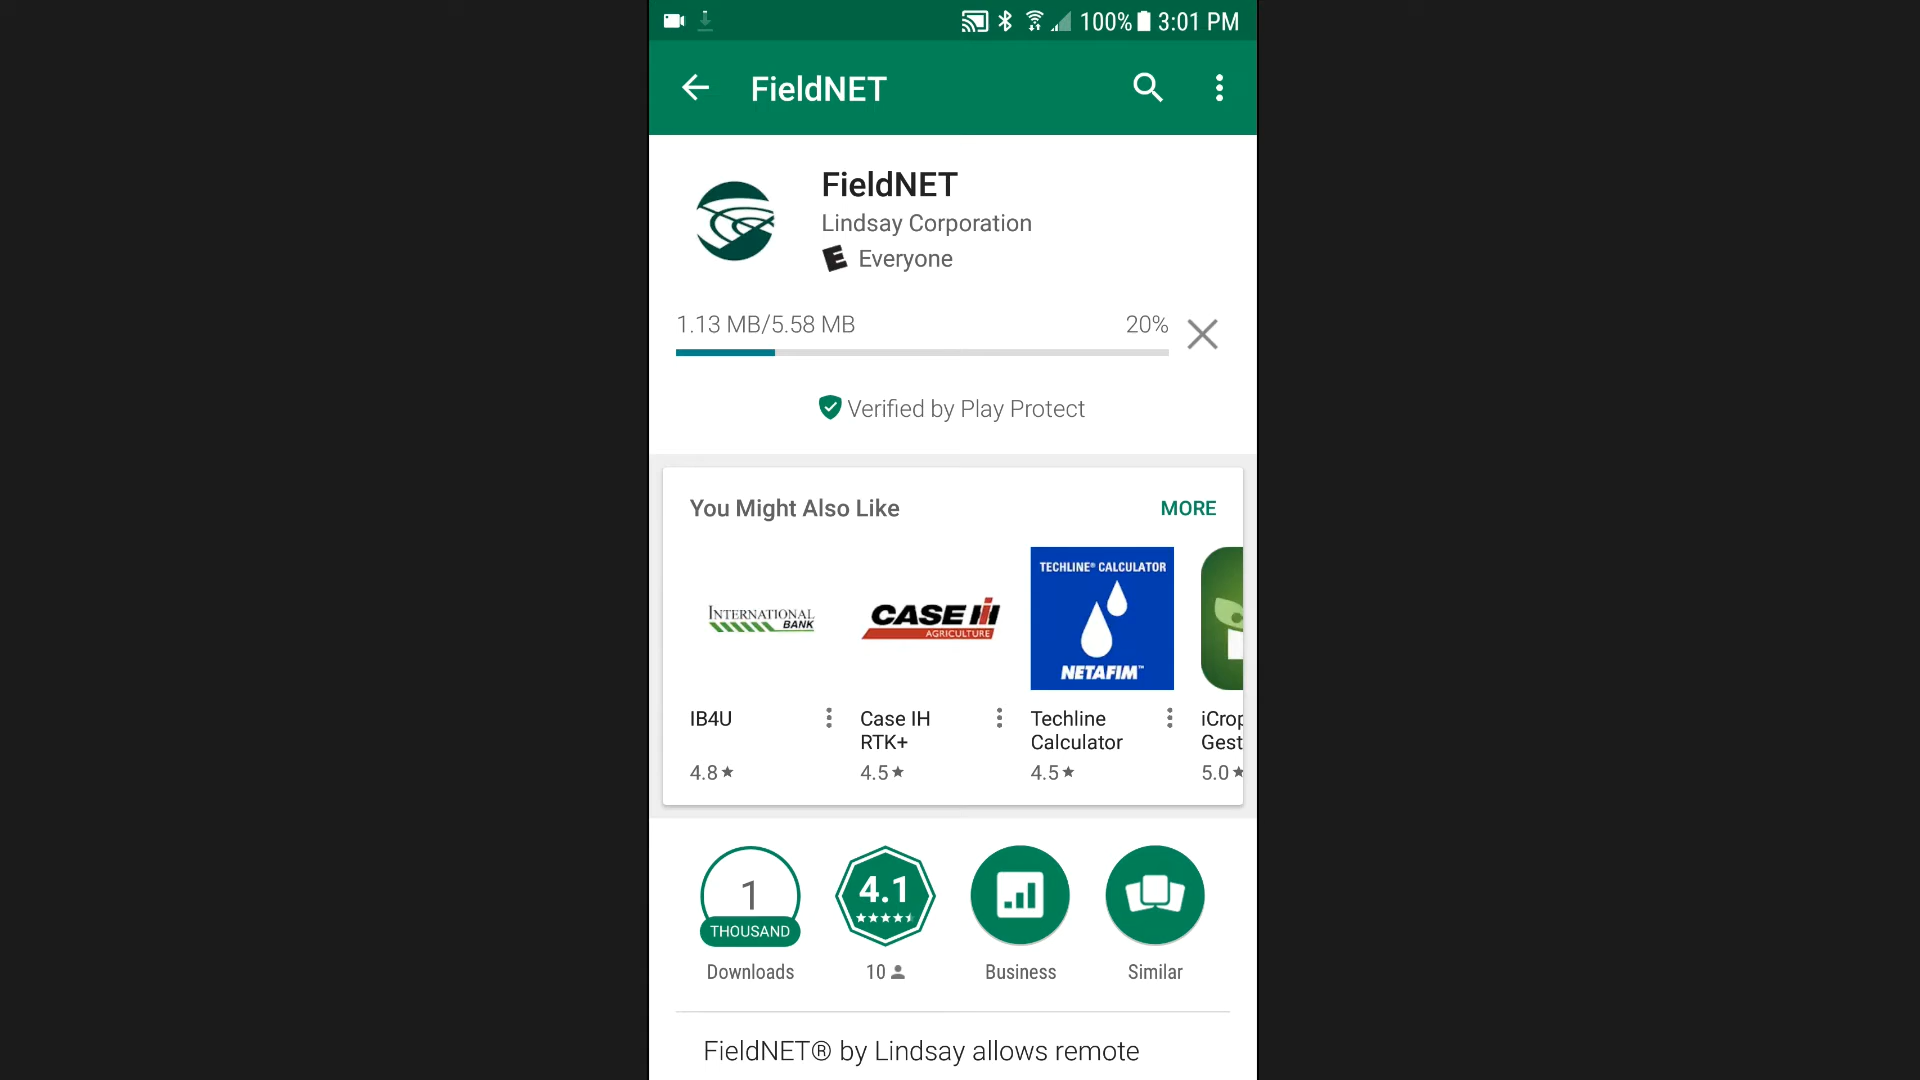 100% 3:01 PM
FieldNET
FieldNET
Lindsay Corporation
E Everyone
1.13 MB/5.58 MB 20%
Verified by Play Protect
You Might Also Like MORE
INTERNATIONAL
BANK
CASE IH
AGRICULTURE
TECHLINE® CALCULATOR
NETAFIM™
IB4U
Case IH
RTK+
Techline
Calculator
iCrop
Gest
4.8★ 4.5★ 4.5★ 5.0★
1
THOUSAND
4.1
Downloads 10 Business Similar
FieldNET® by Lindsay allows remote